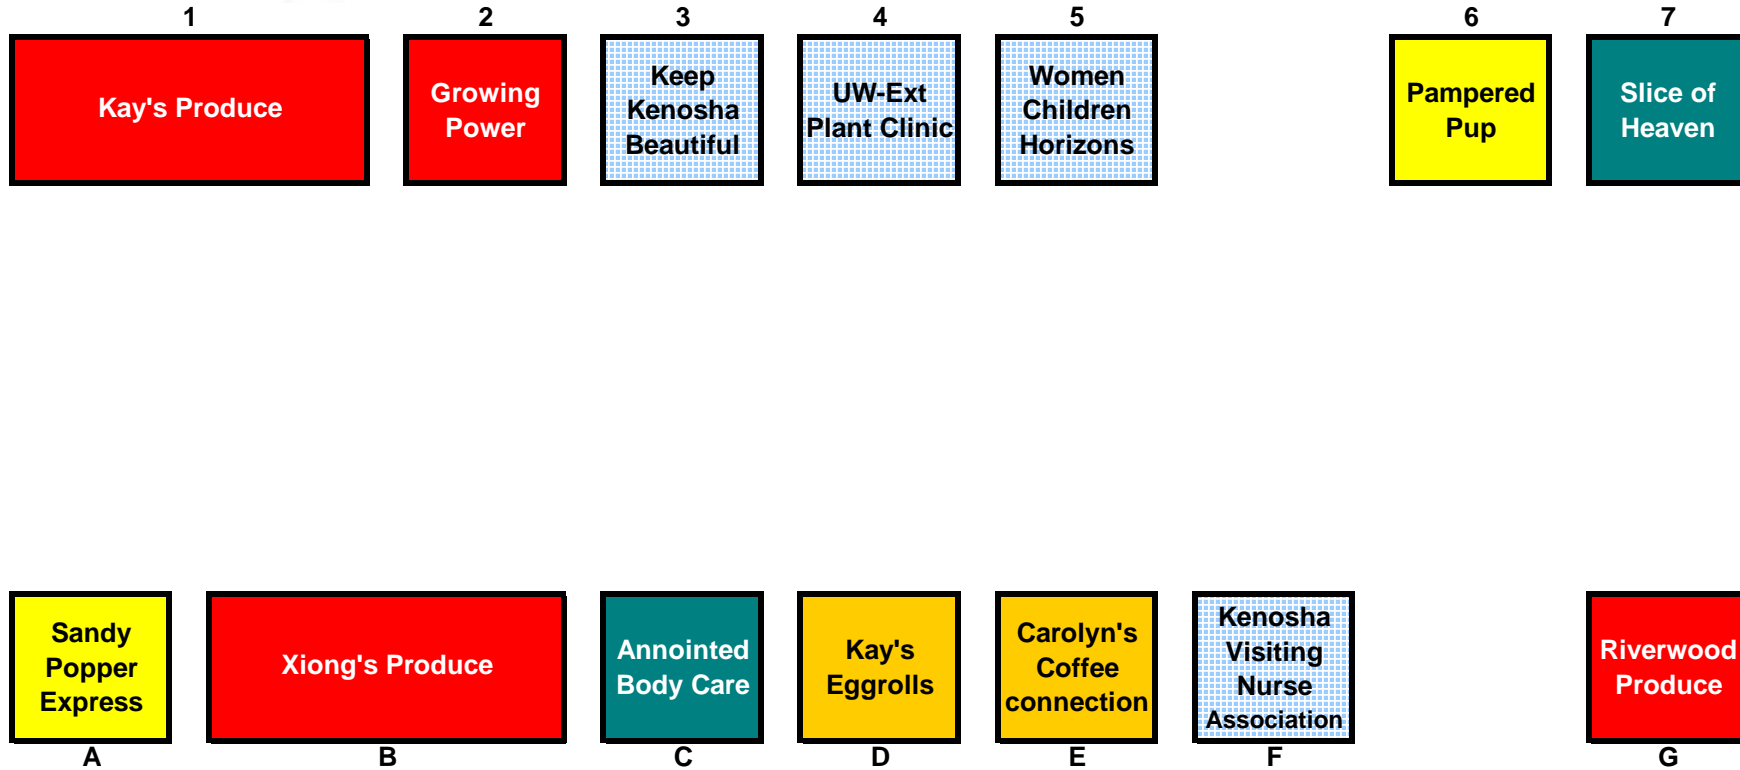 1 2 3 4 5 6 7
Kay's Produce
Growing
Power
Keep
Kenosha
Beautiful
UW-Ext
Plant Clinic
Women
Children
Horizons
Pampered
Pup
Slice of
Heaven
Sandy
Popper
Express
Xiong's Produce
Annointed
Body Care
Kay's
Eggrolls
Carolyn's
Coffee
connection
Kenosha
Visiting
Nurse
Association
Riverwood
Produce
A B C D E F G